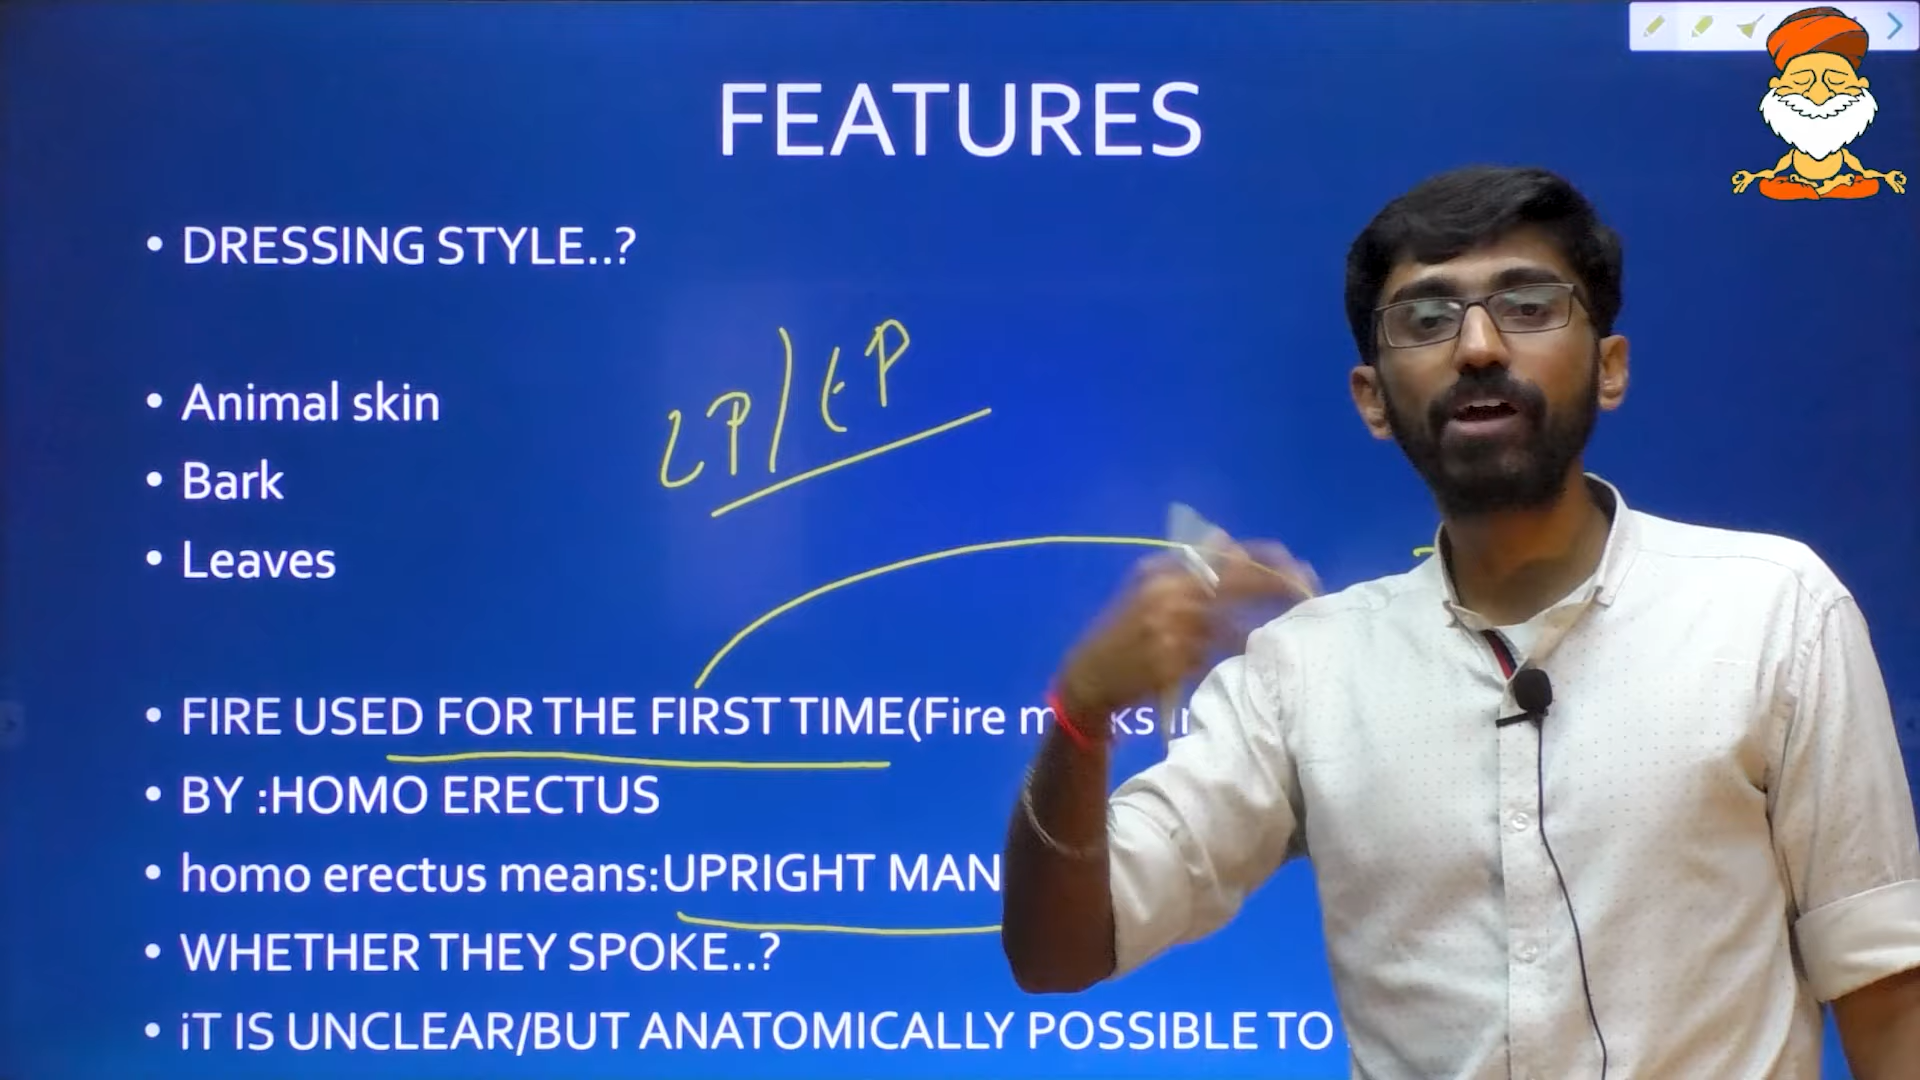 FEATURES
• DRESSING STYLE..?
LP/EP
• Animal skin
• Bark
• Leaves
• FIRE USED FOR THE FIRST TIME(Fire
• BY :HOMO ERECTUS
• homo erectus means:UPRIGHT MAN
• WHETHER THEY SPOKE..?
• iT IS UNCLEAR/BUT ANATOMICALLY POSSIBLE TO